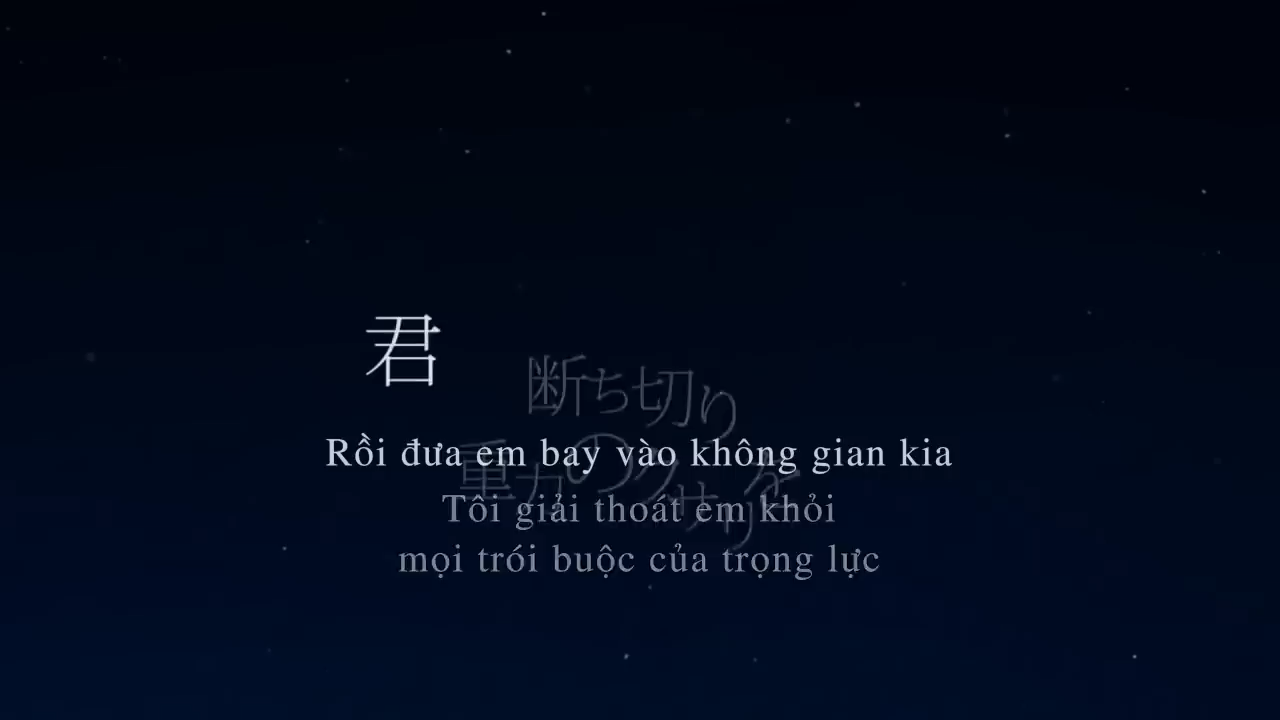 君
断ち切り
重力のクサリを
Rồi đưa em bay vào không gian kia
Tôi giải thoát em khỏi
mọi trói buộc của trọng lực